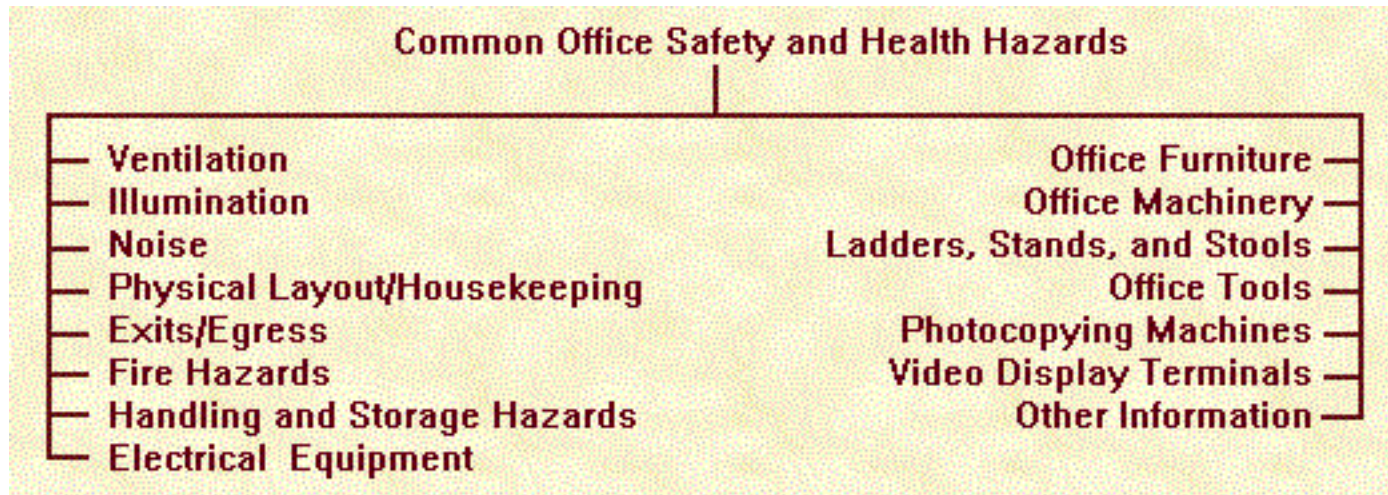 Common Office Safety and Health Hazards
Ventilation
Illumination
Noise
Physical Layout/Housekeeping
Exits/Egress
Fire Hazards
Handling and Storage Hazards
Electrical Equipment
Office Furniture
Office Machinery
Ladders, Stands, and Stools
Office Tools
Photocopying Machines
Video Display Terminals
Other Information